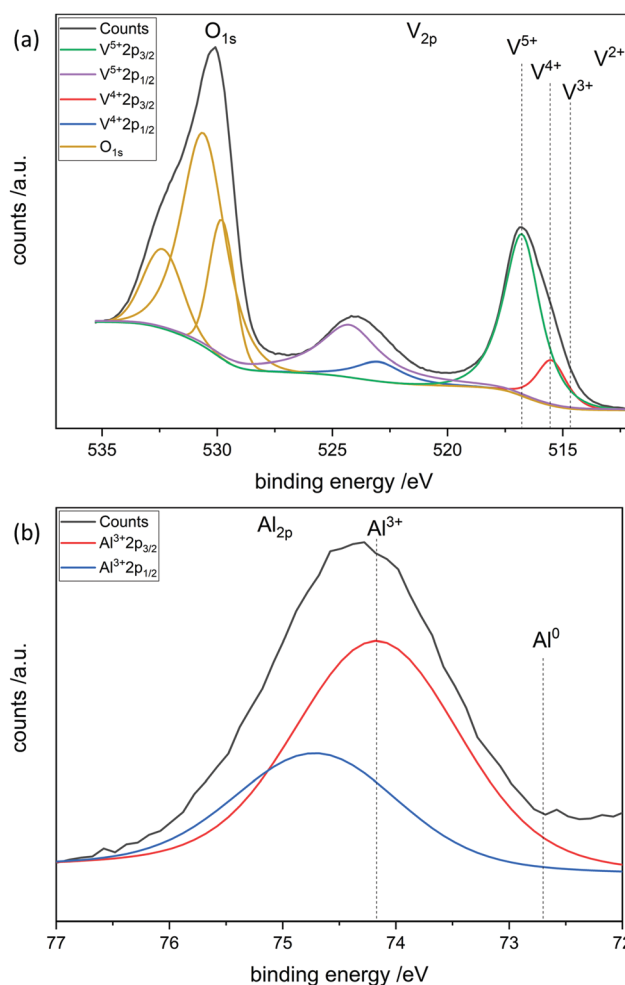 (a)
O1s
V2p
V5+
V4+
V3+
V2+
Counts
V5+2p3/2
V5+2p1/2
V4+2p3/2
V4+2p1/2
O1s
counts /a.u.
535 530 525 520 515
binding energy /eV
(b)
Al2p
Al3+
Al0
Counts
Al3+2p3/2
Al3+2p1/2
counts /a.u.
77 76 75 74 73 72
binding energy /eV